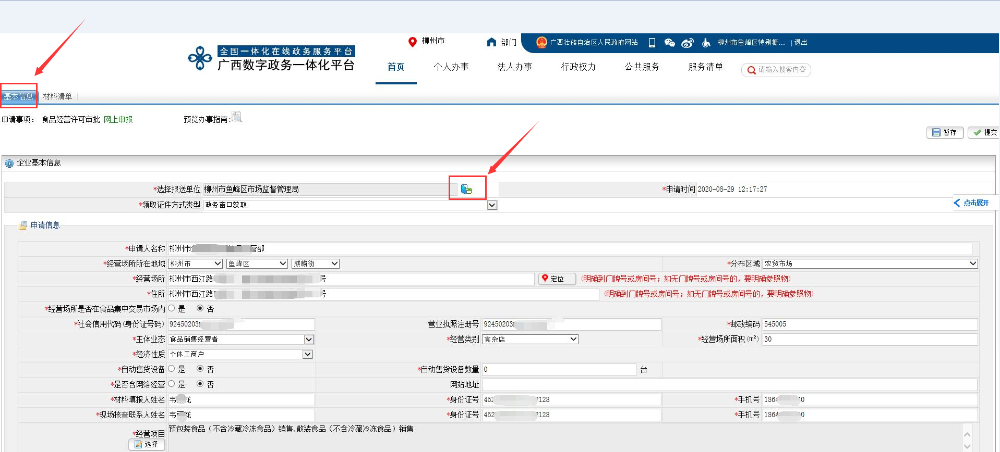 柳州市 部门 广西壮族自治区人民政府网站 柳州市鱼峰区特别糖... | 退出
全国一体化在线政务服务平台
广西数字政务一体化平台
首页 个人办事 法人办事 行政权力 公共服务 服务清单 请输入搜索内容
基本信息 材料清单
申请事项： 食品经营许可审批 网上申报 预览办事指南:
暂存 提交
企业基本信息
*选择报送单位 柳州市鱼峰区市场监督管理局 *申请时间 2020-08-29 12:17:27
*领取证件方式类型 政务窗口获取
点击展开
申请信息
*申请人名称 柳州市 营部
*经营场所所在地域 柳州市 鱼峰区 麒麟街 *分布区域 农贸市场
*经营场所 柳州市西江路 号 定位 (明确到门牌号或房间号；如无门牌号或房间号的，要明确参照物)
*住所 柳州市西江路 号 (明确到门牌号或房间号；如无门牌号或房间号的，要明确参照物)
*经营场所是否在食品集中交易市场内 是 否
*社会信用代码(身份证号码) 92450203 营业执照注册号 92450203 *邮政编码 545005
*主体业态 食品销售经营者 *经营类别 食杂店 *经营场所面积(m²) 30
*经济性质 个体工商户
*自动售货设备 是 否 *自动售货设备数量 0 台
*是否含网络经营 是 否 网站地址
*材料填报人姓名 韦 花 *身份证号 452 2128 *手机号 1864 0
*现场核查联系人姓名 韦 花 *身份证号 452 2128 *手机号 1864 0
*经营项目 预包装食品（不含冷藏冷冻食品）销售,散装食品（不含冷藏冷冻食品）销售
选择